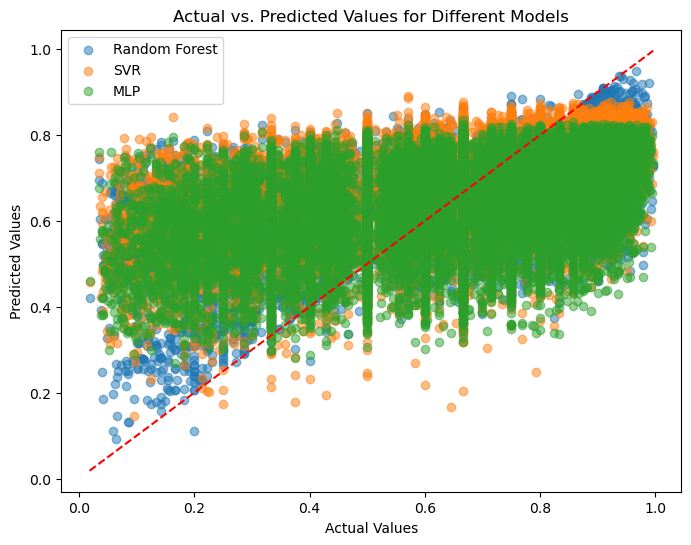 Actual vs. Predicted Values for Different Models
Random Forest
SVR
MLP
1.0
0.8
0.6
0.4
0.2
0.0
Predicted Values
0.0 0.2 0.4 0.6 0.8 1.0
Actual Values